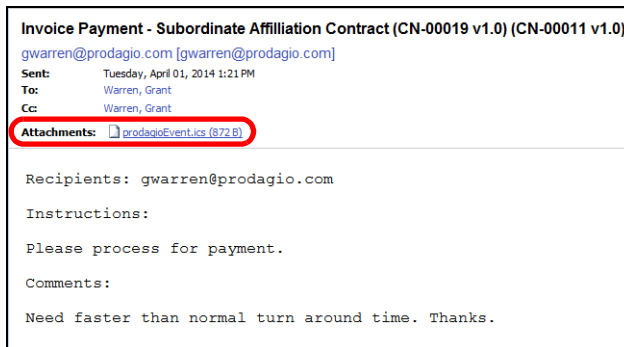 Invoice Payment - Subordinate Affilliation Contract (CN-00019 v1.0) (CN-00011 v1.0)
gwarren@prodagio.com [gwarren@prodagio.com]
Sent: Tuesday, April 01, 2014 1:21 PM
To: Warren, Grant
Cc: Warren, Grant
Attachments: prodagioEvent.ics (872 B)
Recipients: gwarren@prodagio.com
Instructions:
Please process for payment.
Comments:
Need faster than normal turn around time. Thanks.